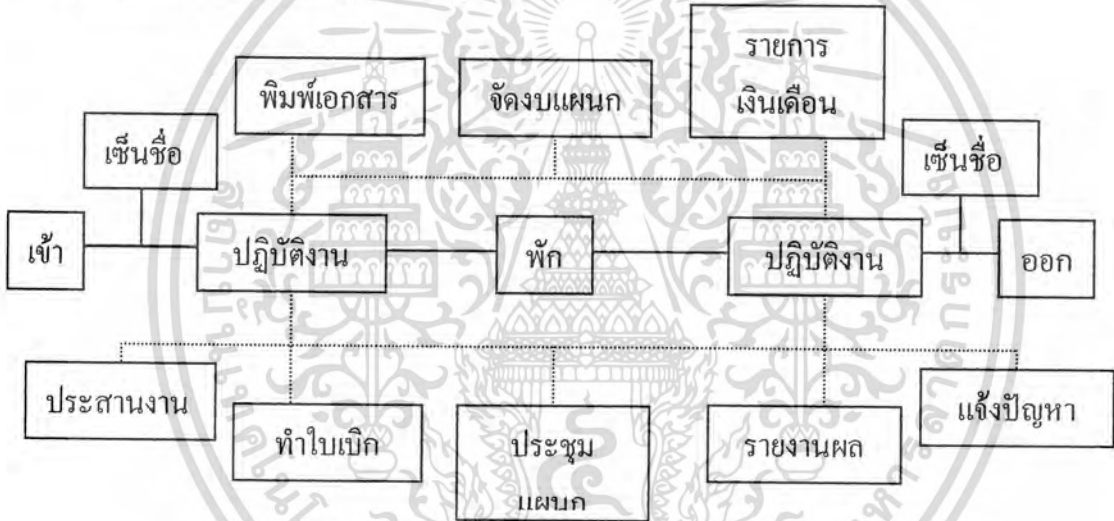 รายการ
เงินเดือน
พิมพ์เอกสาร
จัดงบแผนก
เซ็นชื่อ
เซ็นชื่อ
เข้า
ปฏิบัติงาน
พัก
ปฏิบัติงาน
ออก
ประสานงาน
ทำใบเบิก
ประชุม
แผนก
รายงานผล
แจ้งปัญหา